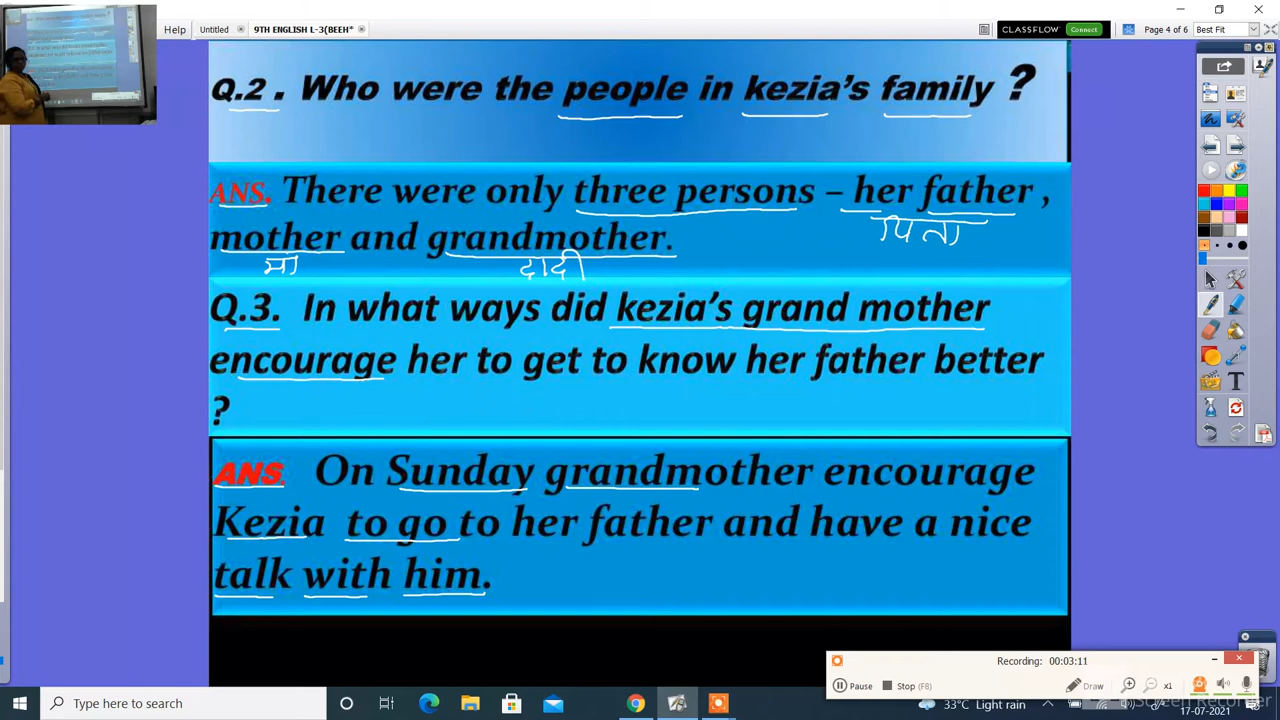 Help
Untitled
9TH ENGLISH L-3(BEEH*
CLASSFLOW
Connect
Page 4 of 6
Best Fit
Q.2 . Who were the people in kezia's family ?
ANS. There were only three persons – her father ,
पिता
mother and grandmother.
मा दादी
Q.3. In what ways did kezia's grand mother
encourage her to get to know her father better
?
ANS On Sunday grandmother encourage
Kezia to go to her father and have a nice
talk with him.
Recording: 00:03:11
Pause
Stop (F8)
Draw
x1
Type here to search
33°C Light rain
17-07-2021
Screen Recorder